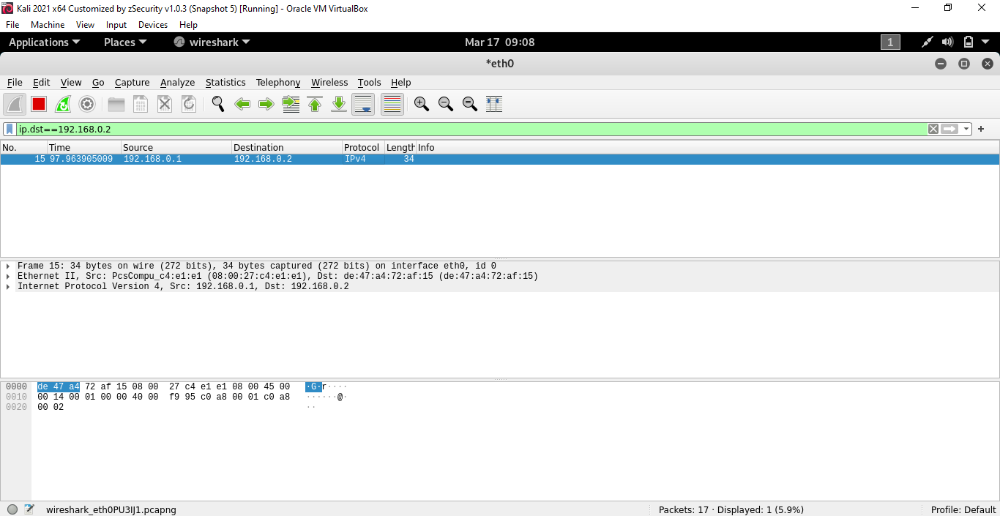 Kali 2021 x64 Customized by zSecurity v1.0.3 (Snapshot 5) [Running] - Oracle VM VirtualBox
File Machine View Input Devices Help
Applications Places wireshark Mar 17 09:08 1
*eth0
File Edit View Go Capture Analyze Statistics Telephony Wireless Tools Help
ip.dst==192.168.0.2
No. Time Source Destination Protocol Length Info
15 97.963905009 192.168.0.1 192.168.0.2 IPv4 34
Frame 15: 34 bytes on wire (272 bits), 34 bytes captured (272 bits) on interface eth0, id 0
Ethernet II, Src: PcsCompu_c4:e1:e1 (08:00:27:c4:e1:e1), Dst: de:47:a4:72:af:15 (de:47:a4:72:af:15)
Internet Protocol Version 4, Src: 192.168.0.1, Dst: 192.168.0.2
0000 de 47 a4 72 af 15 08 00 27 c4 e1 e1 08 00 45 00 ·G·r····
0010 00 14 00 01 00 00 40 00 f9 95 c0 a8 00 01 c0 a8 ······@·
0020 00 02 ··
wireshark_eth0PU3IJ1.pcapng Packets: 17 · Displayed: 1 (5.9%) Profile: Default